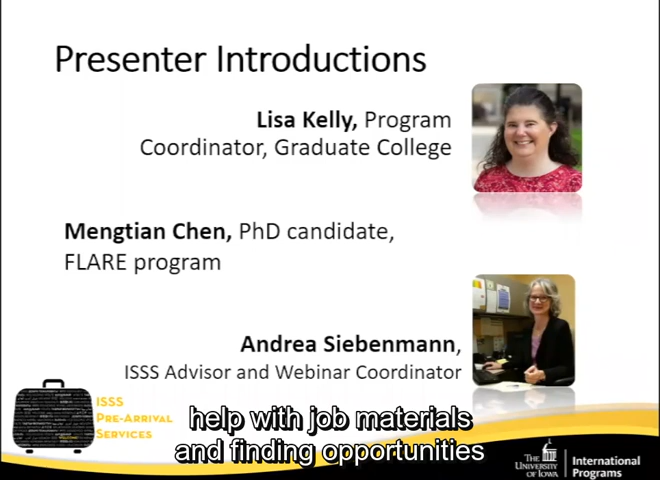 Presenter Introductions
Lisa Kelly, Program
Coordinator, Graduate College
Mengtian Chen, PhD candidate,
FLARE program
Andrea Siebenmann,
ISSS Advisor and Webinar Coordinator
ISSS
PRE-ARRIVAL
SERVICES
help with job materials
and finding opportunities
THE
UNIVERSITY
OF IOWA
International
Programs